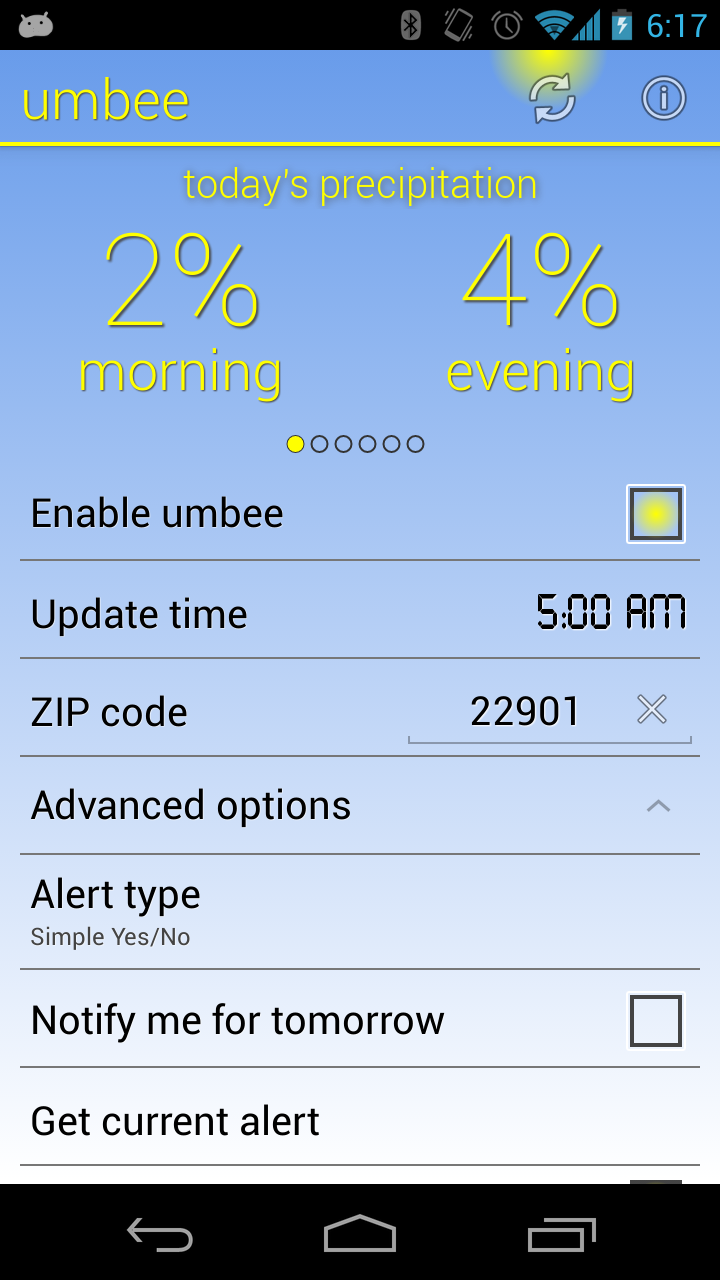 6:17
umbee
today's precipitation
2% 4%
morning evening
Enable umbee
Update time 5:00 AM
ZIP code 22901
Advanced options
Alert type
Simple Yes/No
Notify me for tomorrow
Get current alert